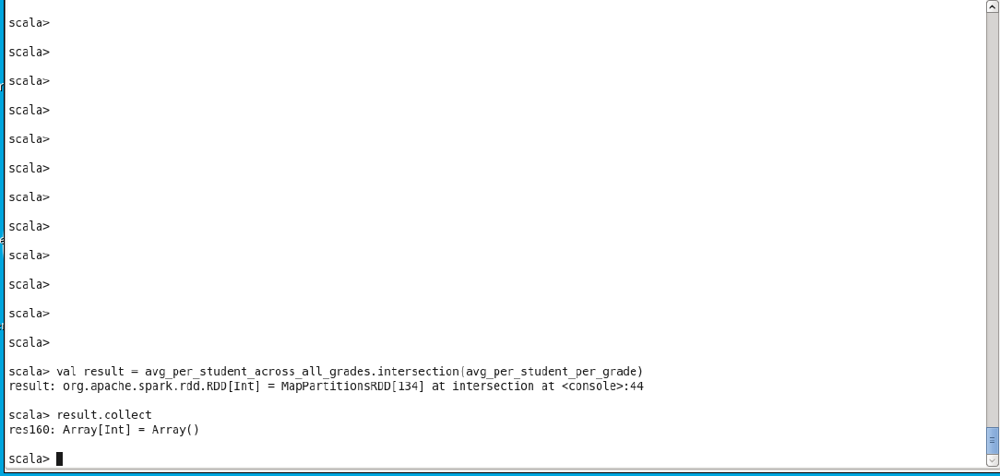 scala>
scala>
scala>
scala>
scala>
scala>
scala>
scala>
scala>
scala>
scala>
scala>
scala> val result = avg_per_student_across_all_grades.intersection(avg_per_student_per_grade)
result: org.apache.spark.rdd.RDD[Int] = MapPartitionsRDD[134] at intersection at <console>:44
scala> result.collect
res160: Array[Int] = Array()
scala>